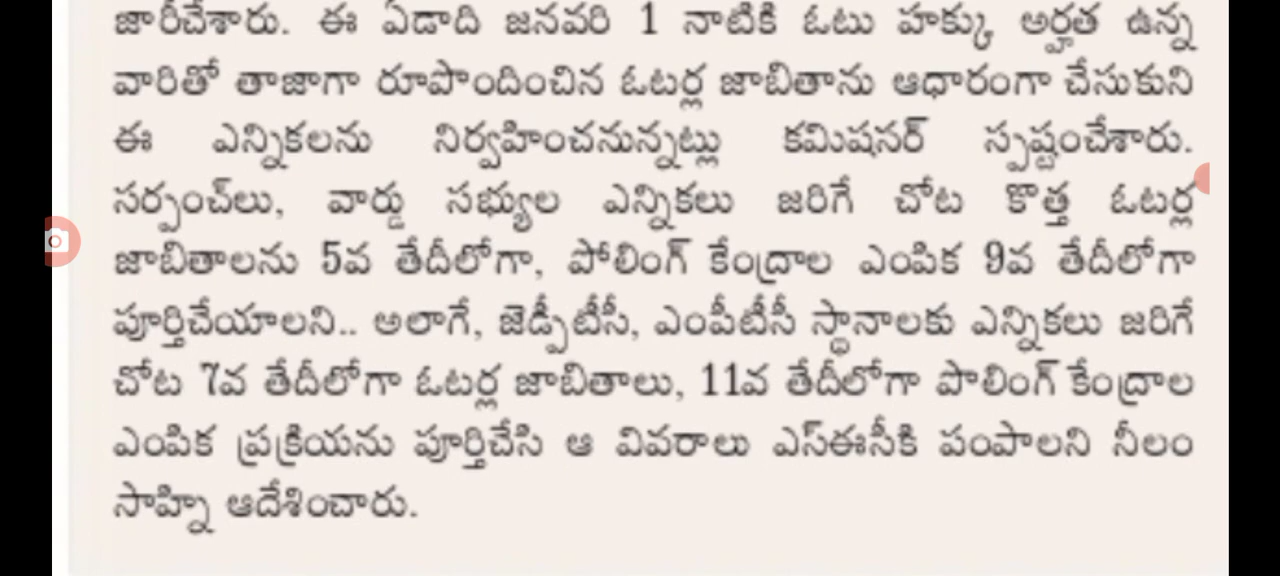 జారీచేశారు. ఈ ఏడాది జనవరి 1 నాటికి ఓటు హక్కు అర్హత ఉన్న
వారితో తాజాగా రూపొందించిన ఓటర్ల జాబితాను ఆధారంగా చేసుకుని
ఈ ఎన్నికలను నిర్వహించనున్నట్లు కమిషనర్ స్పష్టంచేశారు.
సర్పంచ్‌లు, వార్డు సభ్యుల ఎన్నికలు జరిగే చోట కొత్త ఓటర్ల
జాబితాలను 5వ తేదీలోగా, పోలింగ్ కేంద్రాల ఎంపిక 9వ తేదీలోగా
పూర్తిచేయాలని.. అలాగే, జెడ్పీటీసీ, ఎంపీటీసీ స్థానాలకు ఎన్నికలు జరిగే
చోట 7వ తేదీలోగా ఓటర్ల జాబితాలు, 11వ తేదీలోగా పొలింగ్ కేంద్రాల
ఎంపిక ప్రక్రియను పూర్తిచేసి ఆ వివరాలు ఎస్ఈసీకి పంపాలని నీలం
సాహ్ని ఆదేశించారు.